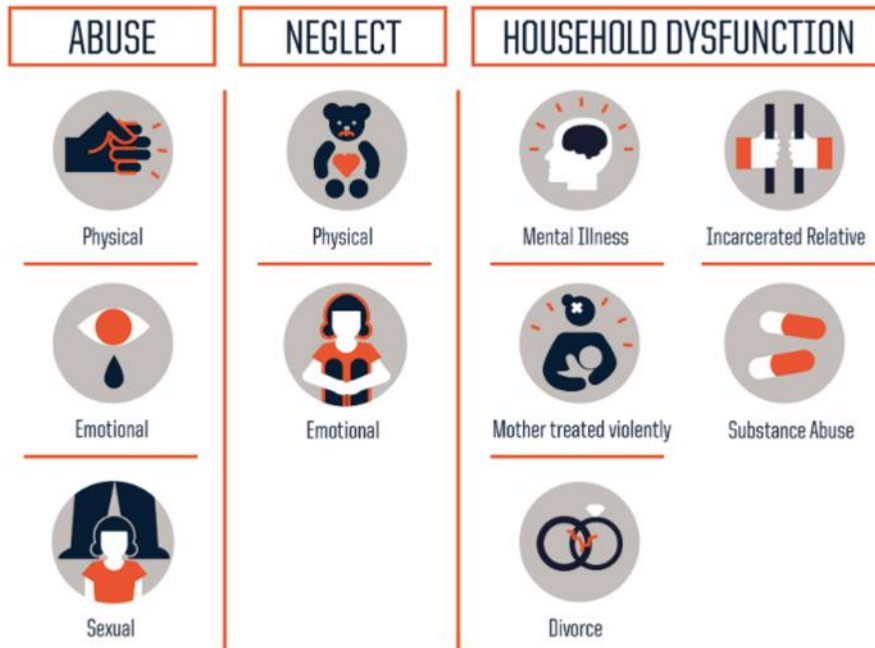 ABUSE
Physical
Emotional
Sexual
NEGLECT
Physical
Emotional
HOUSEHOLD DYSFUNCTION
Mental Illness
Incarcerated Relative
Mother treated violently
Substance Abuse
Divorce